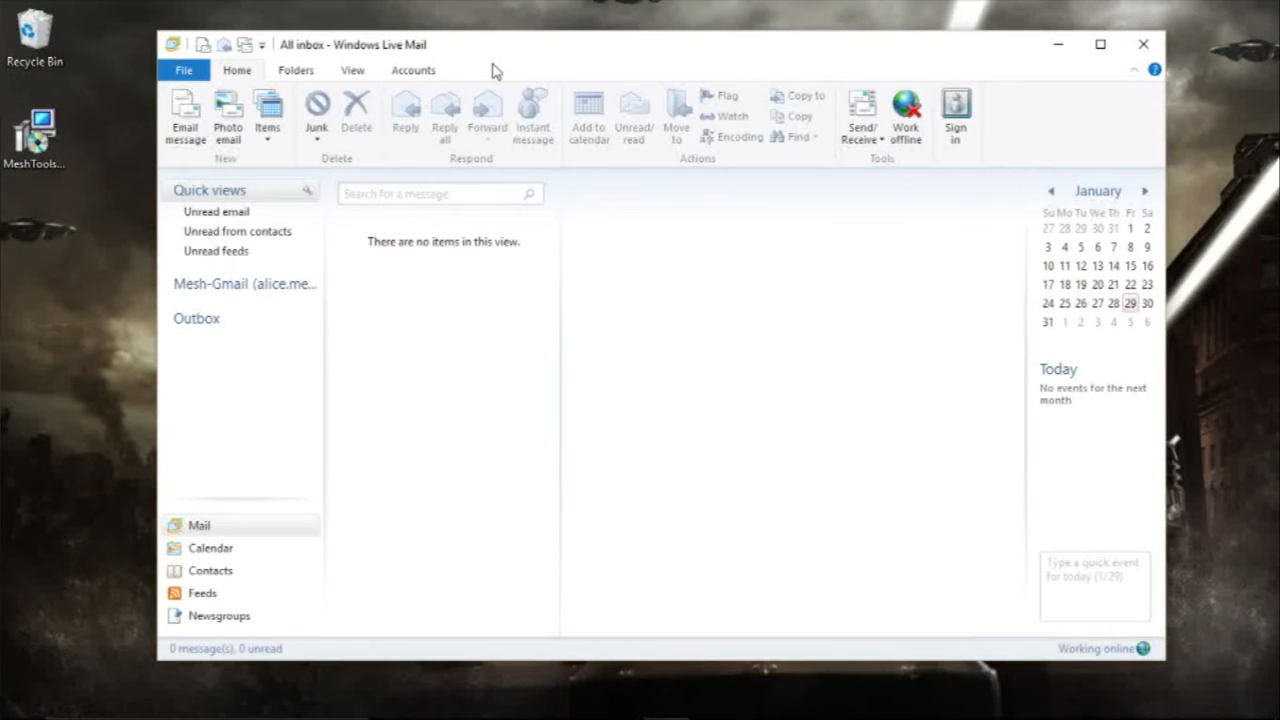 Recycle Bin
MeshTools...
All inbox - Windows Live Mail
File Home Folders View Accounts
Email message
Photo email
Items
New
Junk
Delete
Delete
Reply
Reply all
Forward
Instant message
Respond
Add to calendar
Unread/ read
Move to
Flag
Watch
Encoding
Copy to
Copy
Find
Actions
Send/ Receive
Work offline
Tools
Sign in
Quick views
Unread email
Unread from contacts
Unread feeds
Mesh-Gmail (alice.me...
Outbox
Mail
Calendar
Contacts
Feeds
Newsgroups
Search for a message
There are no items in this view.
January
Su Mo Tu We Th Fr Sa
27 28 29 30 31 1 2
3 4 5 6 7 8 9
10 11 12 13 14 15 16
17 18 19 20 21 22 23
24 25 26 27 28 29 30
31 1 2 3 4 5 6
Today
No events for the next
month
Type a quick event
for today (1/29)
0 message(s), 0 unread
Working online